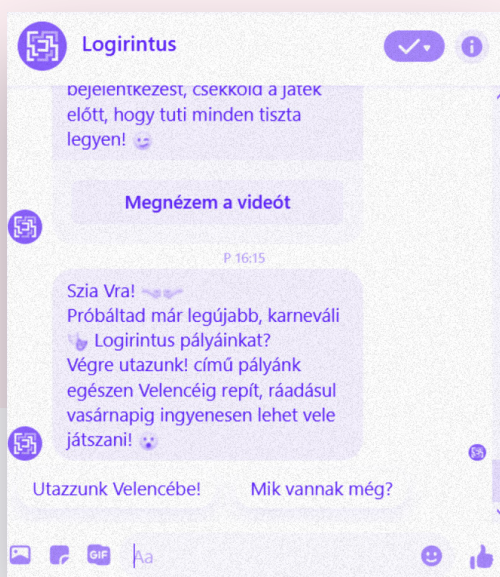 Logirintus
bejelentkezést, csekkold a játék
előtt, hogy tuti minden tiszta
legyen!
Megnézem a videót
P 16:15
Szia Vra!
Próbáltad már legújabb, karneváli
Logirintus pályáinkat?
Végre utazunk! című pályánk
egészen Velencéig repít, ráadásul
vasárnapig ingyenesen lehet vele
játszani!
Utazzunk Velencébe!
Mik vannak még?
GIF
Aa